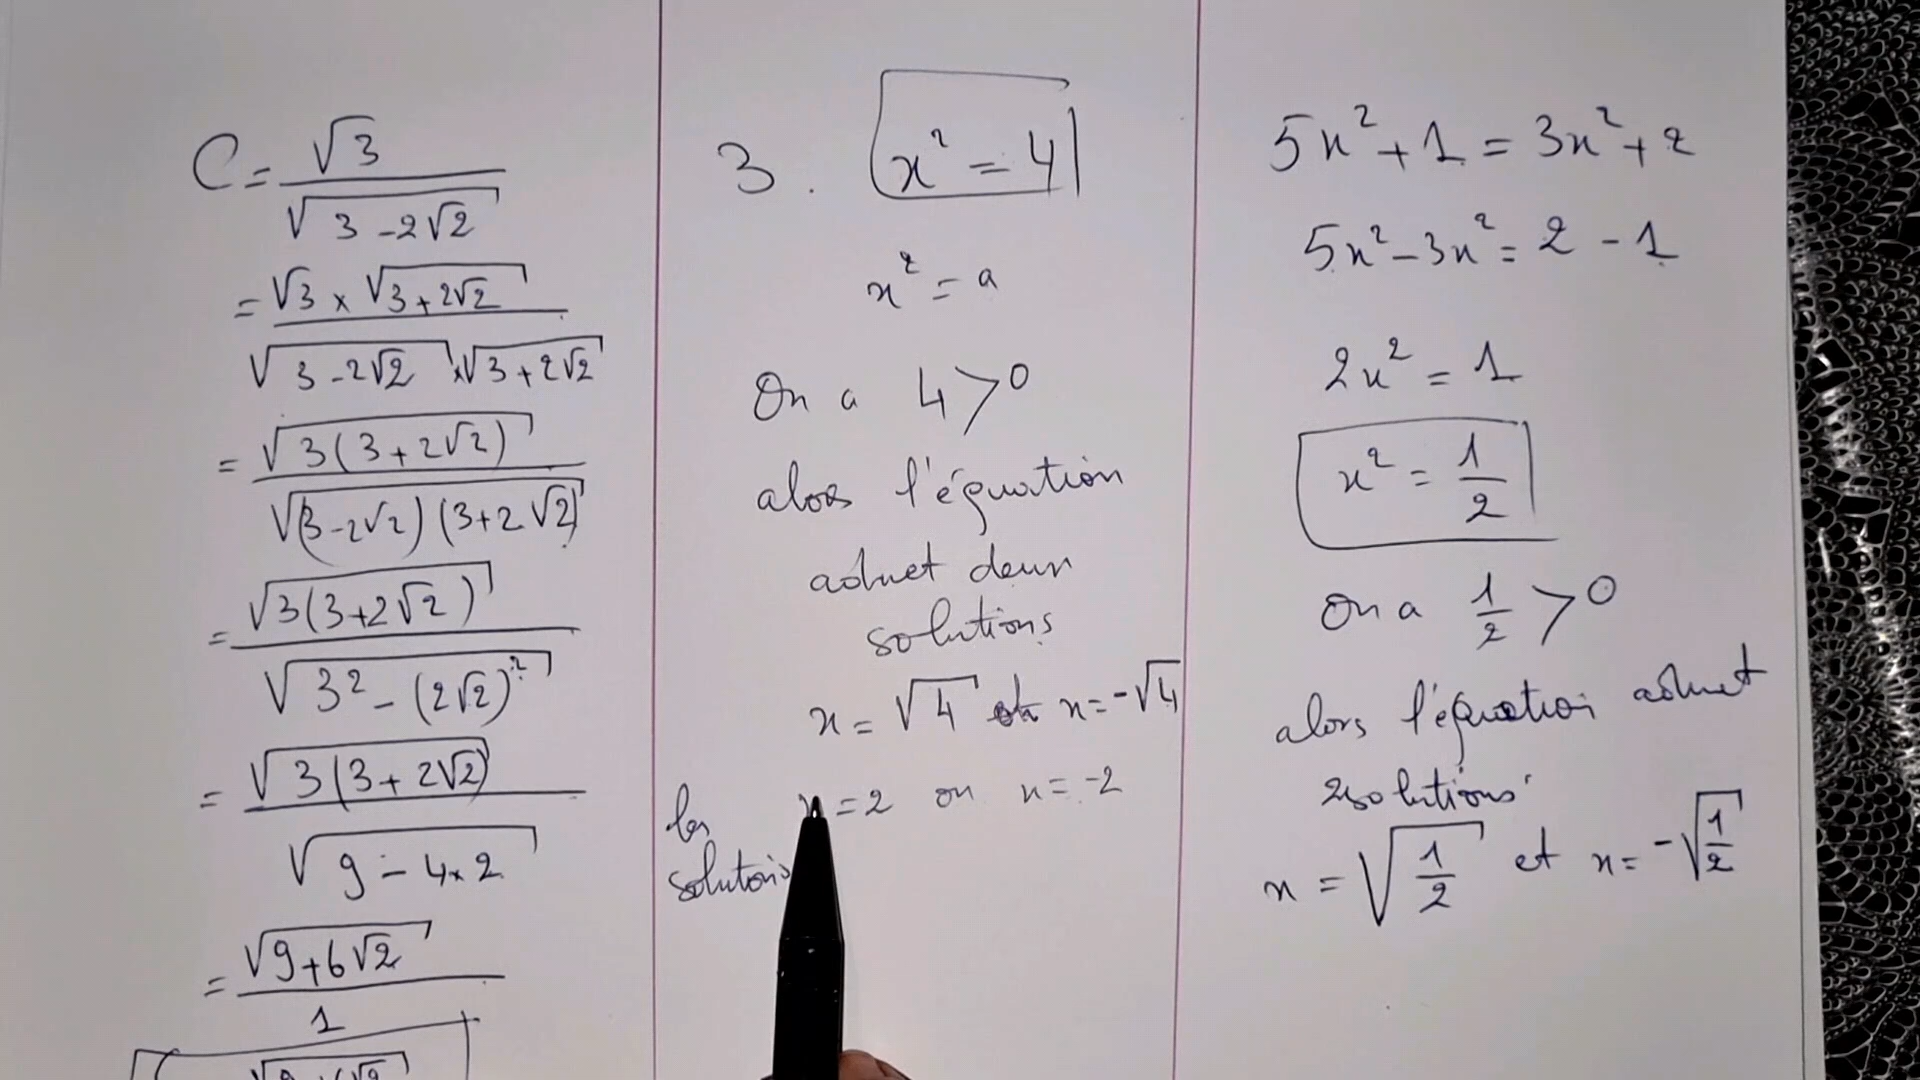 C = √3 / √(3-2√2)
= √3 × √(3+2√2) / √(3-2√2) × √(3+2√2)
= √(3(3+2√2)) / √((3-2√2)(3+2√2))
= √(3(3+2√2)) / √(3²-(2√2)²)
= √(3(3+2√2)) / √(9-4×2)
= √(9+6√2) / 1
3. x² = 4
x² = a
On a 4>0
alors l'équation
admet deux
solutions
x = √4 ou x = -√4
les x = 2 ou x = -2
solutions
5x²+1 = 3x²+2
5x²-3x² = 2-1
2x² = 1
x² = 1/2
On a 1/2 > 0
alors l'équation admet
2 solutions
x = √(1/2) et x = -√(1/2)